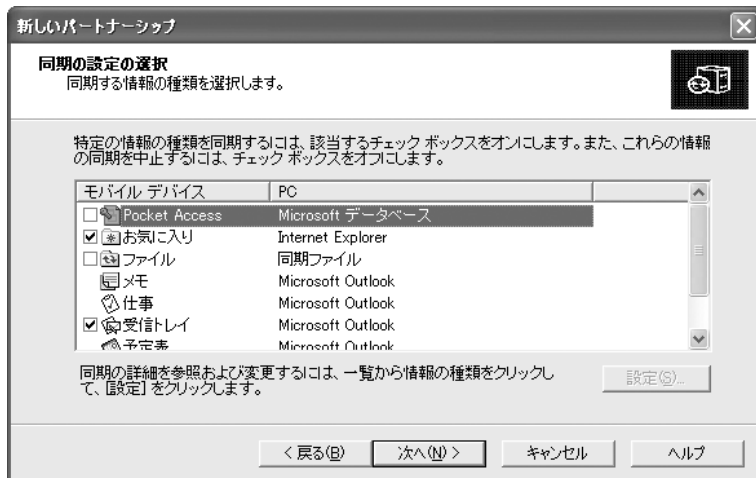 新しいパートナーシップ
同期の設定の選択
同期する情報の種類を選択します。
特定の情報の種類を同期するには、該当するチェック ボックスをオンにします。また、これらの情報
の同期を中止するには、チェック ボックスをオフにします。
モバイル デバイス PC
Pocket Access Microsoft データベース
お気に入り Internet Explorer
ファイル 同期ファイル
メモ Microsoft Outlook
仕事 Microsoft Outlook
受信トレイ Microsoft Outlook
予定表 Microsoft Outlook
同期の詳細を参照および変更するには、一覧から情報の種類をクリックし
て、[設定] をクリックします。
設定(S)...
< 戻る(B) 次へ(N) > キャンセル ヘルプ